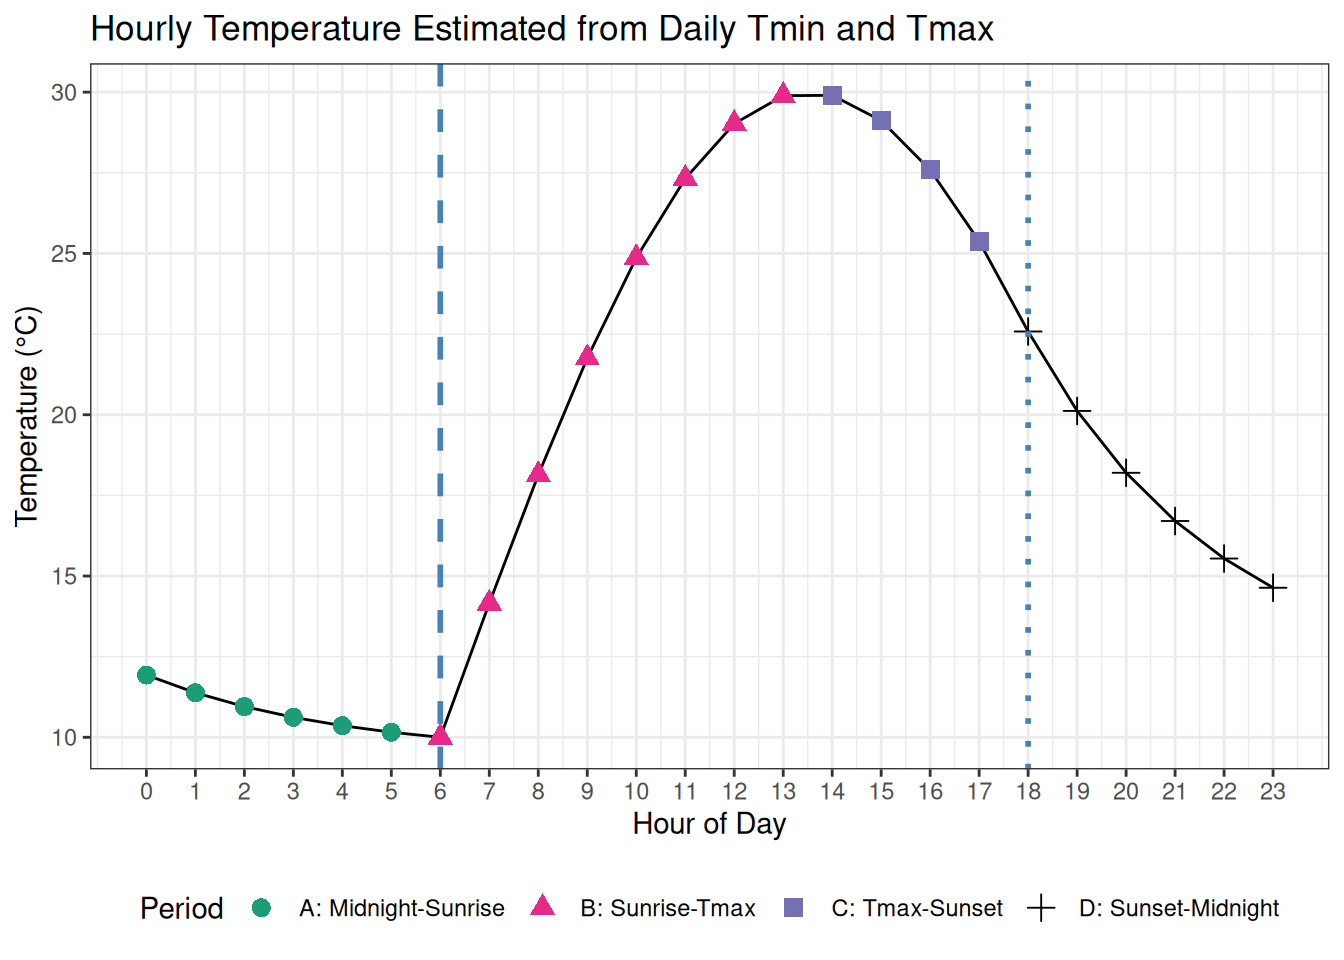 Hourly Temperature Estimated from Daily Tmin and Tmax
Temperature (°C)
30
25
20
15
10
0 1 2 3 4 5 6 7 8 9 10 11 12 13 14 15 16 17 18 19 20 21 22 23
Hour of Day
Period A: Midnight-Sunrise B: Sunrise-Tmax C: Tmax-Sunset D: Sunset-Midnight